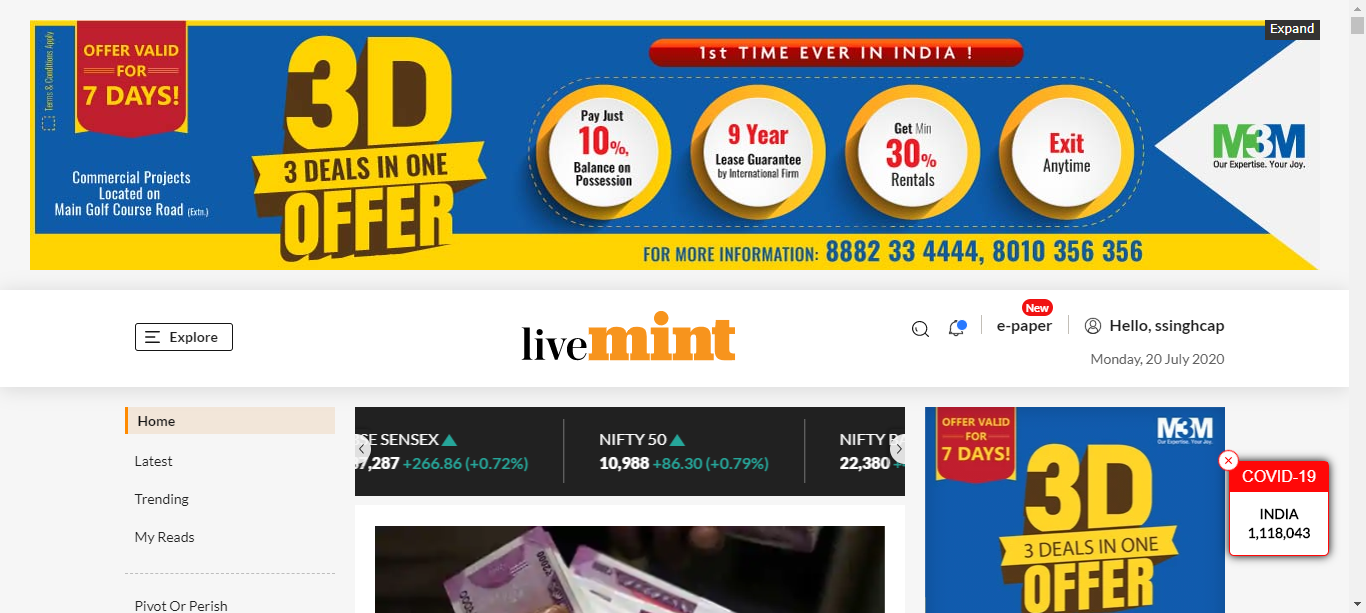 Expand
Terms & Conditions Apply
OFFER VALID
FOR
7 DAYS!
Commercial Projects
Located on
Main Golf Course Road (Extn.)
3D
3 DEALS IN ONE
OFFER
1st TIME EVER IN INDIA !
Pay Just
10%,
Balance on
Possession
9 Year
Lease Guarantee
by International Firm
Get Min
30%
Rentals
Exit
Anytime
M3M
Our Expertise. Your Joy.
FOR MORE INFORMATION: 8882 33 4444, 8010 356 356
Explore
livemint
New
e-paper
Hello, ssinghcap
Monday, 20 July 2020
Home
Latest
Trending
My Reads
Pivot Or Perish
SENSEX
7,287 +266.86 (+0.72%)
NIFTY 50
10,988 +86.30 (+0.79%)
NIFTY
22,380
2000
OFFER VALID
FOR
7 DAYS!
M3M
Our Expertise. Your Joy.
3D
3 DEALS IN ONE
OFFER
COVID-19
INDIA
1,118,043